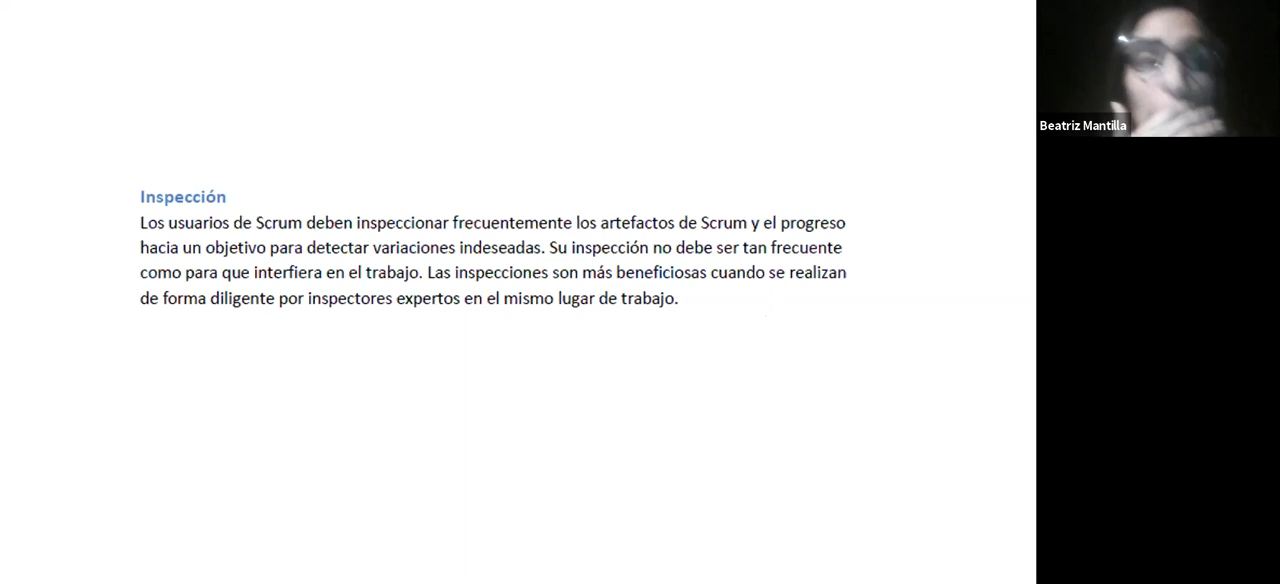 Inspección
Los usuarios de Scrum deben inspeccionar frecuentemente los artefactos de Scrum y el progreso
hacia un objetivo para detectar variaciones indeseadas. Su inspección no debe ser tan frecuente
como para que interfiera en el trabajo. Las inspecciones son más beneficiosas cuando se realizan
de forma diligente por inspectores expertos en el mismo lugar de trabajo.
Beatriz Mantilla